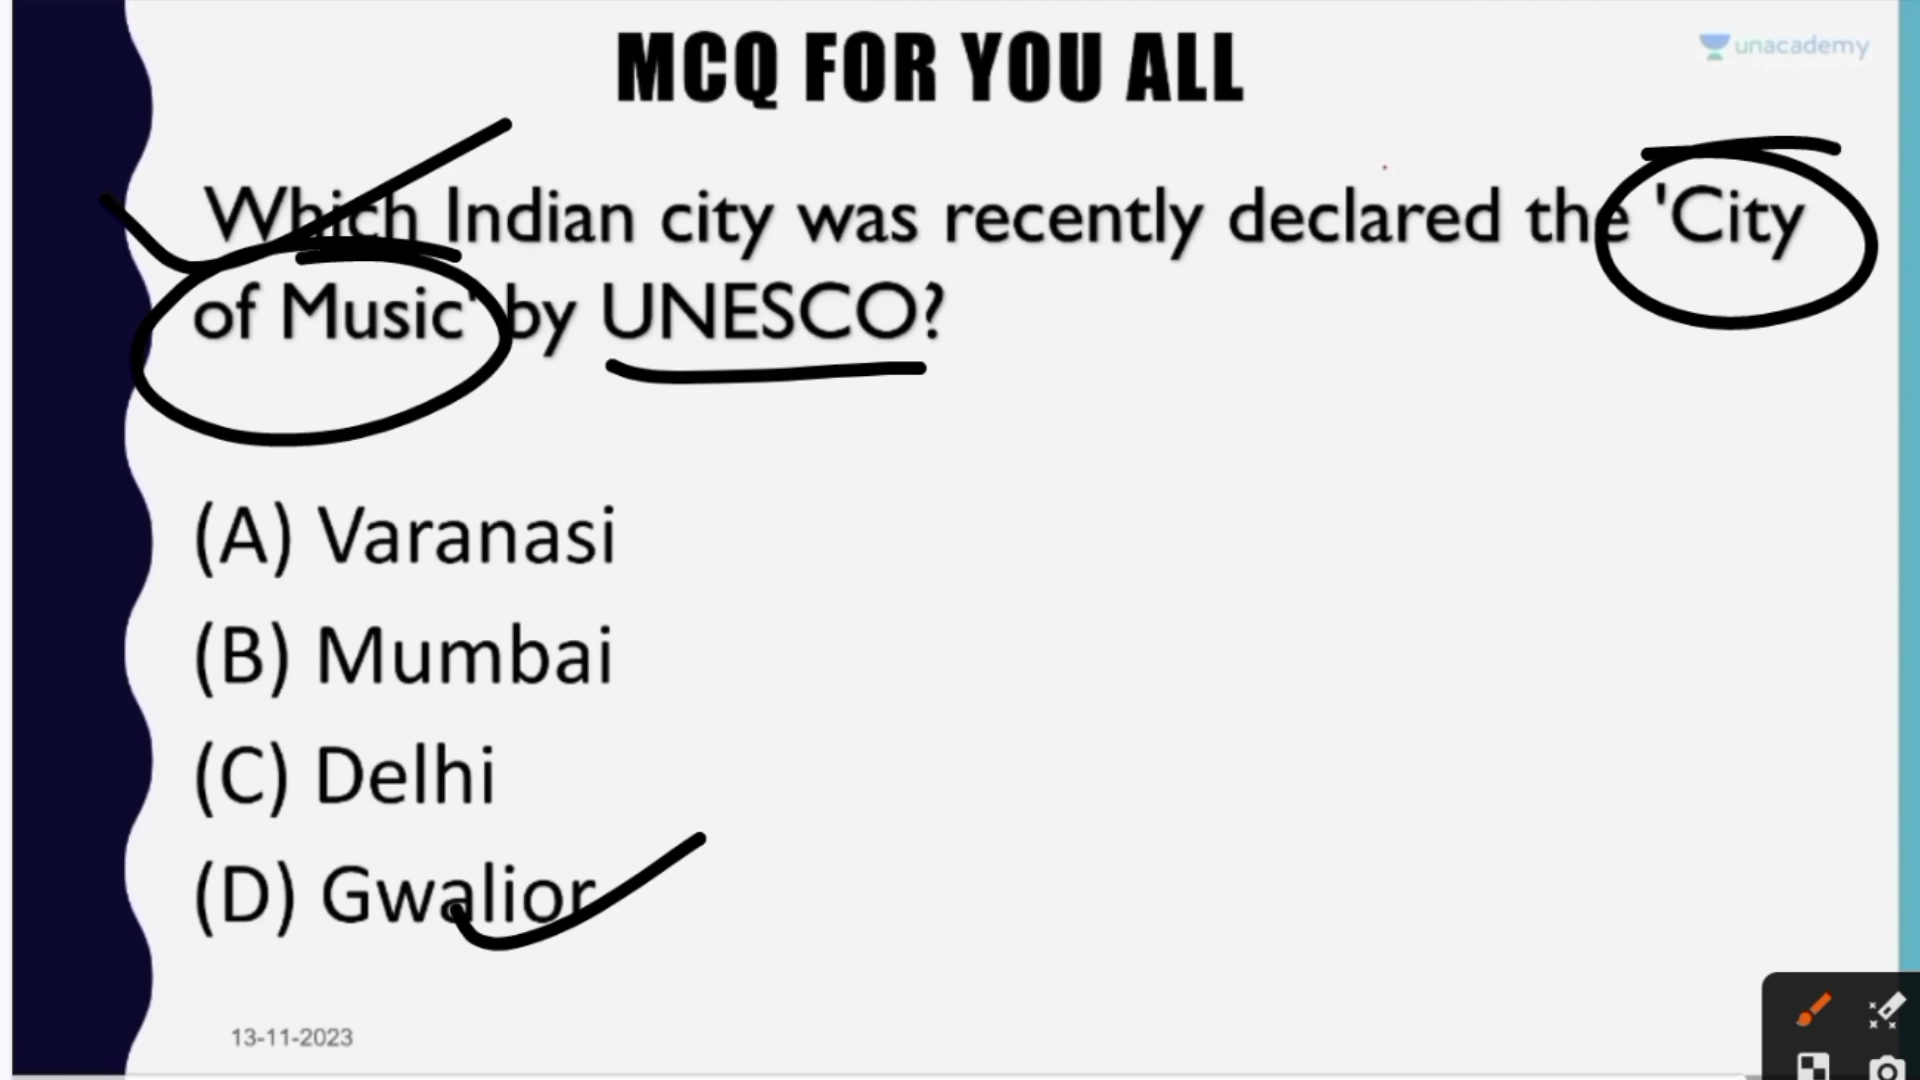 MCQ FOR YOU ALL
unacademy
Which Indian city was recently declared the 'City
of Music' by UNESCO?
(A) Varanasi
(B) Mumbai
(C) Delhi
(D) Gwalior
13-11-2023